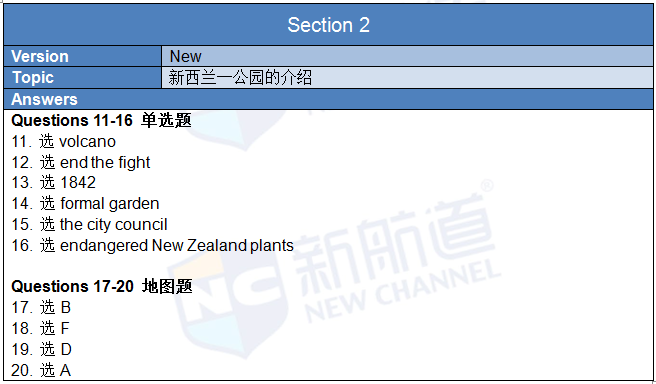 Section 2
Version New
Topic 新西兰一公园的介绍
Answers
Questions 11-16 单选题
11. 选 volcano
12. 选 end the fight
13. 选 1842
14. 选 formal garden
15. 选 the city council
16. 选 endangered New Zealand plants
Questions 17-20 地图题
17. 选 B
18. 选 F
19. 选 D
20. 选 A
NC 新航道®
NEW CHANNEL